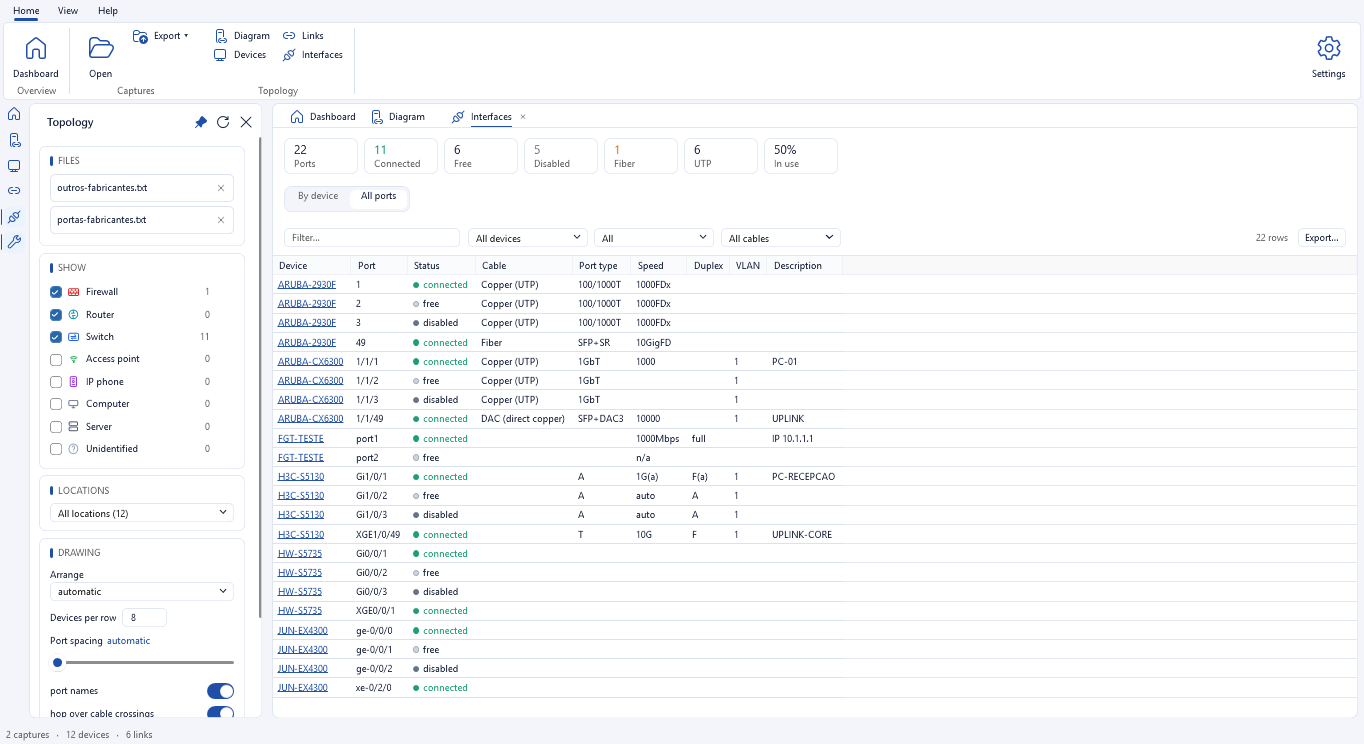 Home View Help
Export
Diagram Links
Devices Interfaces
Dashboard Open Settings
Overview Captures Topology
Topology
FILES
outros-fabricantes.txt
portas-fabricantes.txt
SHOW
Firewall 1
Router 0
Switch 11
Access point 0
IP phone 0
Computer 0
Server 0
Unidentified 0
LOCATIONS
All locations (12)
DRAWING
Arrange
automatic
Devices per row 8
Port spacing automatic
port names
hop over cable crossings
Dashboard Diagram Interfaces
22 11 6 5 1 6 50%
Ports Connected Free Disabled Fiber UTP In use
By device All ports
Filter... All devices All All cables 22 rows Export...
Device Port Status Cable Port type Speed Duplex VLAN Description
ARUBA-2930F 1 connected Copper (UTP) 100/1000T 1000FDx
ARUBA-2930F 2 free Copper (UTP) 100/1000T 1000FDx
ARUBA-2930F 3 disabled Copper (UTP) 100/1000T 1000FDx
ARUBA-2930F 49 connected Fiber SFP+SR 10GigFD
ARUBA-CX6300 1/1/1 connected Copper (UTP) 1GbT 1000 1 PC-01
ARUBA-CX6300 1/1/2 free Copper (UTP) 1GbT 1
ARUBA-CX6300 1/1/3 disabled Copper (UTP) 1GbT 1
ARUBA-CX6300 1/1/49 connected DAC (direct copper) SFP+DAC3 10000 1 UPLINK
FGT-TESTE port1 connected 1000Mbps full IP 10.1.1.1
FGT-TESTE port2 free n/a
H3C-S5130 Gi1/0/1 connected A 1G(a) F(a) 1 PC-RECEPCAO
H3C-S5130 Gi1/0/2 free A auto A 1
H3C-S5130 Gi1/0/3 disabled A auto A 1
H3C-S5130 XGE1/0/49 connected T 10G F 1 UPLINK-CORE
HW-S5735 Gi0/0/1 connected
HW-S5735 Gi0/0/2 free
HW-S5735 Gi0/0/3 disabled
HW-S5735 XGE0/0/1 connected
JUN-EX4300 ge-0/0/0 connected
JUN-EX4300 ge-0/0/1 free
JUN-EX4300 ge-0/0/2 disabled
JUN-EX4300 xe-0/2/0 connected
2 captures · 12 devices · 6 links